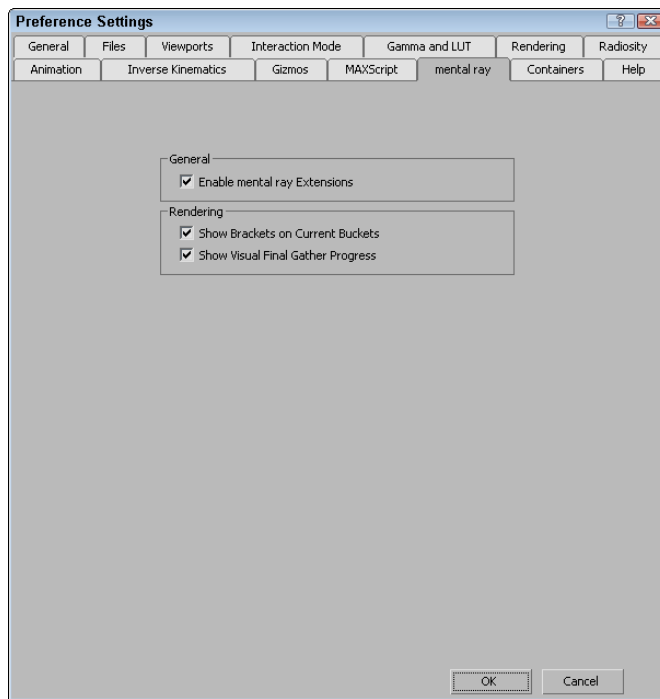 Preference Settings
?
General Files Viewports Interaction Mode Gamma and LUT Rendering Radiosity
Animation Inverse Kinematics Gizmos MAXScript mental ray Containers Help
General
Enable mental ray Extensions
Rendering
Show Brackets on Current Buckets
Show Visual Final Gather Progress
OK Cancel